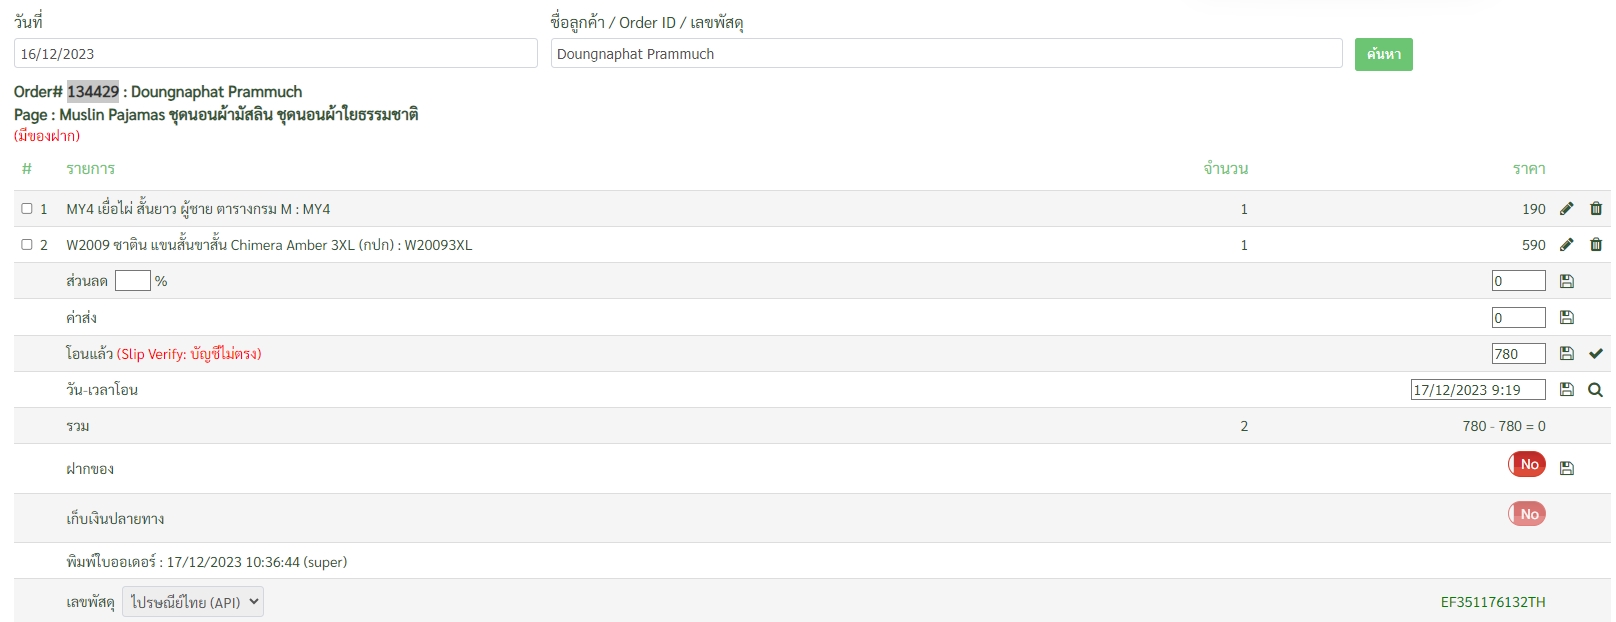 วันที่
ชื่อลูกค้า / Order ID / เลขพัสดุ
16/12/2023
Doungnaphat Prammuch
ค้นหา
Order# 134429 : Doungnaphat Prammuch
Page : Muslin Pajamas ชุดนอนผ้ามัสลิน ชุดนอนผ้าใยธรรมชาติ
(มีของฝาก)
# รายการ จำนวน ราคา
1 MY4 เยื่อไผ่ สั้นยาว ผู้ชาย ตารางกรม M : MY4 1 190
2 W2009 ซาติน แขนสั้นขาสั้น Chimera Amber 3XL (กปก) : W20093XL 1 590
ส่วนลด % 0
ค่าส่ง 0
โอนแล้ว (Slip Verify: บัญชีไม่ตรง) 780
วัน-เวลาโอน 17/12/2023 9:19
รวม 2 780 - 780 = 0
ฝากของ No
เก็บเงินปลายทาง No
พิมพ์ใบออเดอร์ : 17/12/2023 10:36:44 (super)
เลขพัสดุ ไปรษณีย์ไทย (API) EF351176132TH